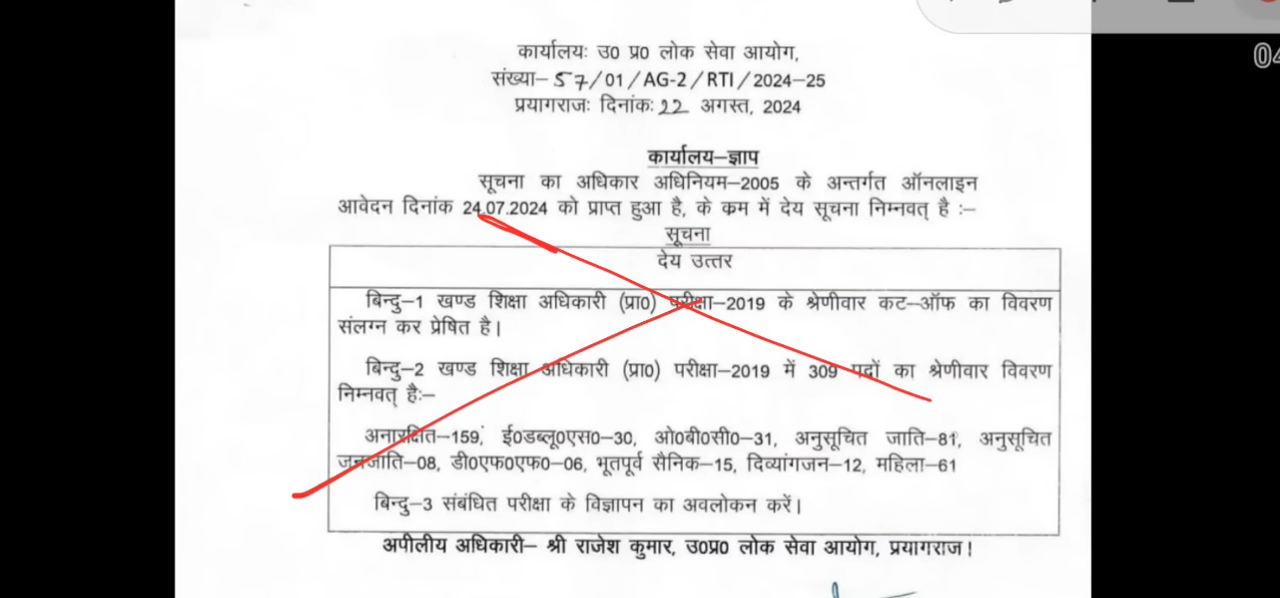 04
कार्यालयः उ0 प्र0 लोक सेवा आयोग,
संख्या– 57/01/AG-2/RTI/2024–25
प्रयागराजः दिनांकः 22 अगस्त, 2024
कार्यालय–ज्ञाप
सूचना का अधिकार अधिनियम–2005 के अन्तर्गत ऑनलाइन
आवेदन दिनांक 24.07.2024 को प्राप्त हुआ है, के क्रम में देय सूचना निम्नवत् है :–
सूचना
देय उत्तर
बिन्दु–1 खण्ड शिक्षा अधिकारी (प्रा0) परीक्षा–2019 के श्रेणीवार कट–ऑफ का विवरण
संलग्न कर प्रेषित है।
बिन्दु–2 खण्ड शिक्षा अधिकारी (प्रा0) परीक्षा–2019 में 309 पदों का श्रेणीवार विवरण
निम्नवत् हैः–
अनारक्षित–159, ई0डब्लू0एस0–30, ओ0बी0सी0–31, अनुसूचित जाति–81, अनुसूचित
जनजाति–08, डी0एफ0एफ0–06, भूतपूर्व सैनिक–15, दिव्यांगजन–12, महिला–61
बिन्दु–3 संबंधित परीक्षा के विज्ञापन का अवलोकन करें।
अपीलीय अधिकारी– श्री राजेश कुमार, उ0प्र0 लोक सेवा आयोग, प्रयागराज।